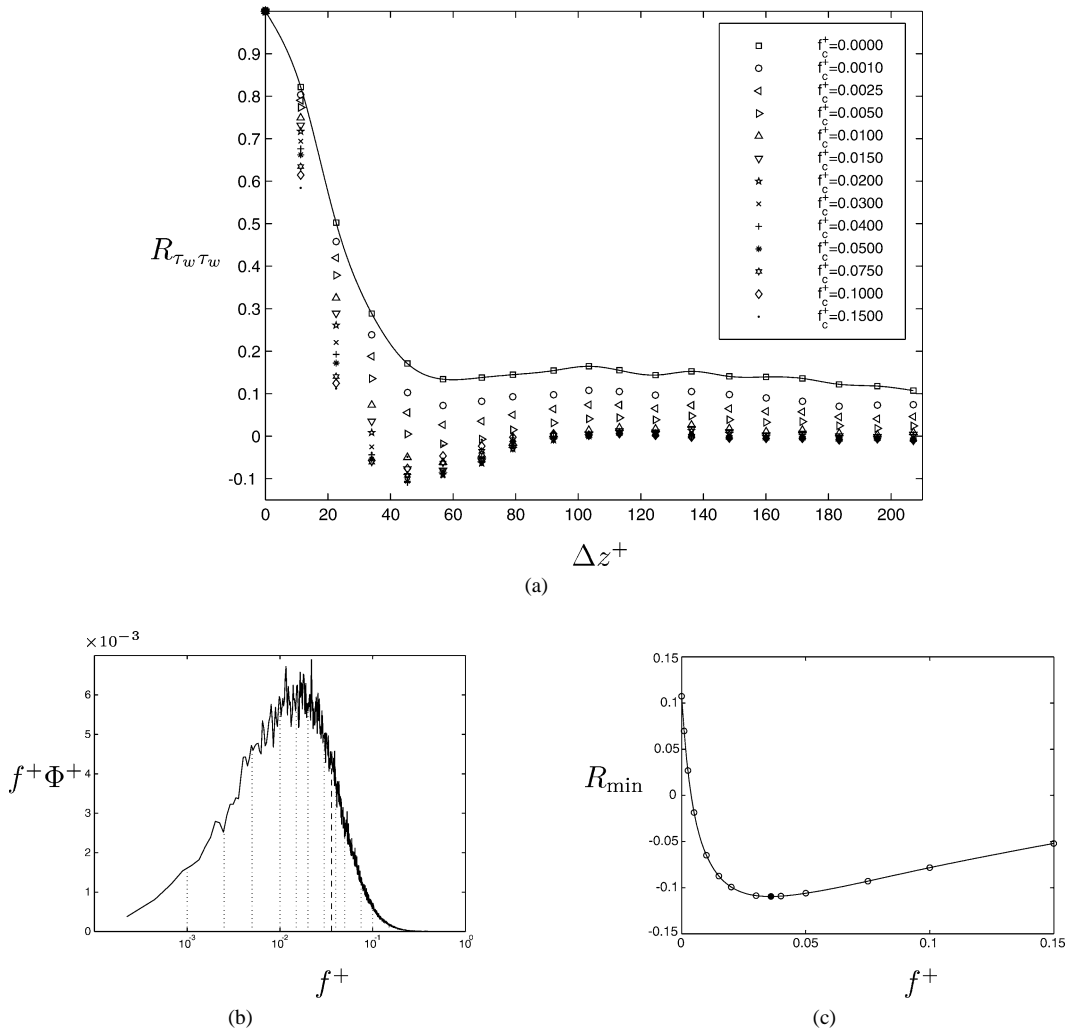 0.9
0.8
0.7
0.6
0.5
0.4
0.3
0.2
0.1
0
-0.1
R_{τ_w τ_w}
0 20 40 60 80 100 120 140 160 180 200
Δz⁺
f_c^+=0.0000
f_c^+=0.0010
f_c^+=0.0025
f_c^+=0.0050
f_c^+=0.0100
f_c^+=0.0150
f_c^+=0.0200
f_c^+=0.0300
f_c^+=0.0400
f_c^+=0.0500
f_c^+=0.0750
f_c^+=0.1000
f_c^+=0.1500
(a)
×10⁻³
6
5
4
3
2
1
0
f⁺Φ⁺
10⁻³ 10⁻² 10⁻¹ 10⁰
f⁺
(b)
0.15
0.10
0.05
0
-0.05
-0.1
-0.15
R_min
0 0.05 0.1 0.15
f⁺
(c)